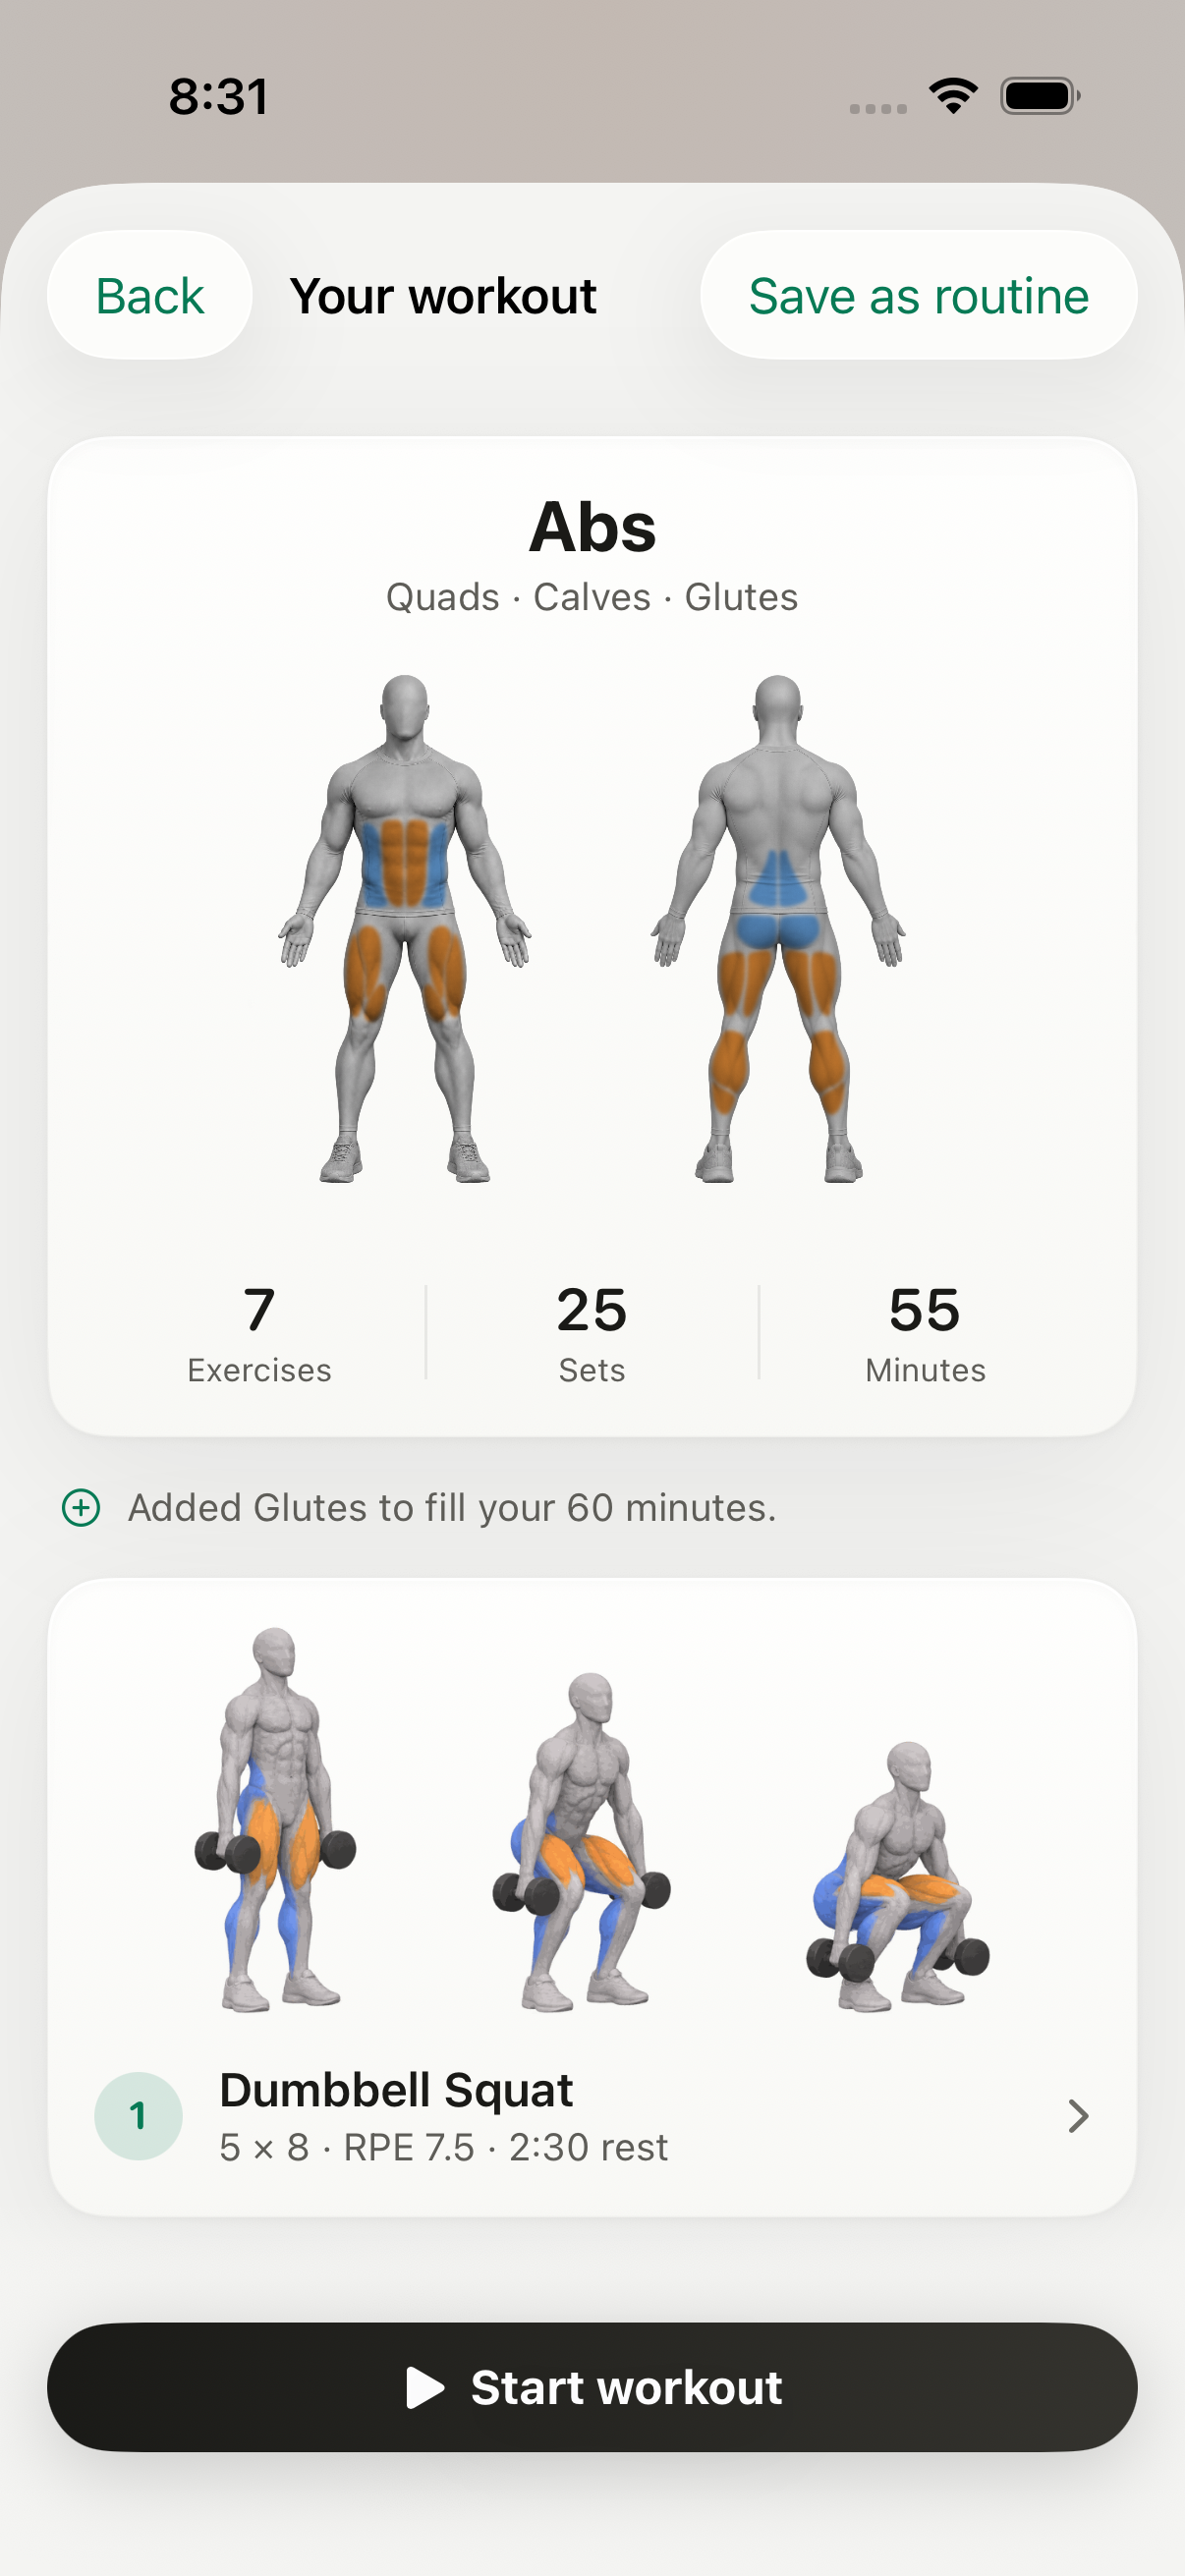 8:31
Back
Your workout
Save as routine
Abs
Quads · Calves · Glutes
7
Exercises
25
Sets
55
Minutes
Added Glutes to fill your 60 minutes.
1
Dumbbell Squat
5 × 8 · RPE 7.5 · 2:30 rest
Start workout